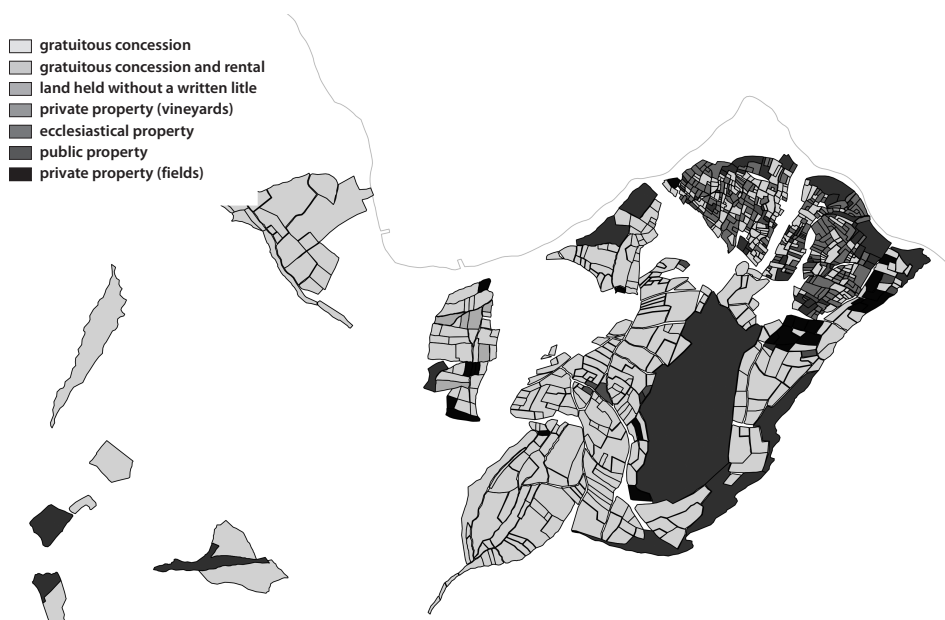 gratuitous concession
gratuitous concession and rental
land held without a written litle
private property (vineyards)
ecclesiastical property
public property
private property (fields)